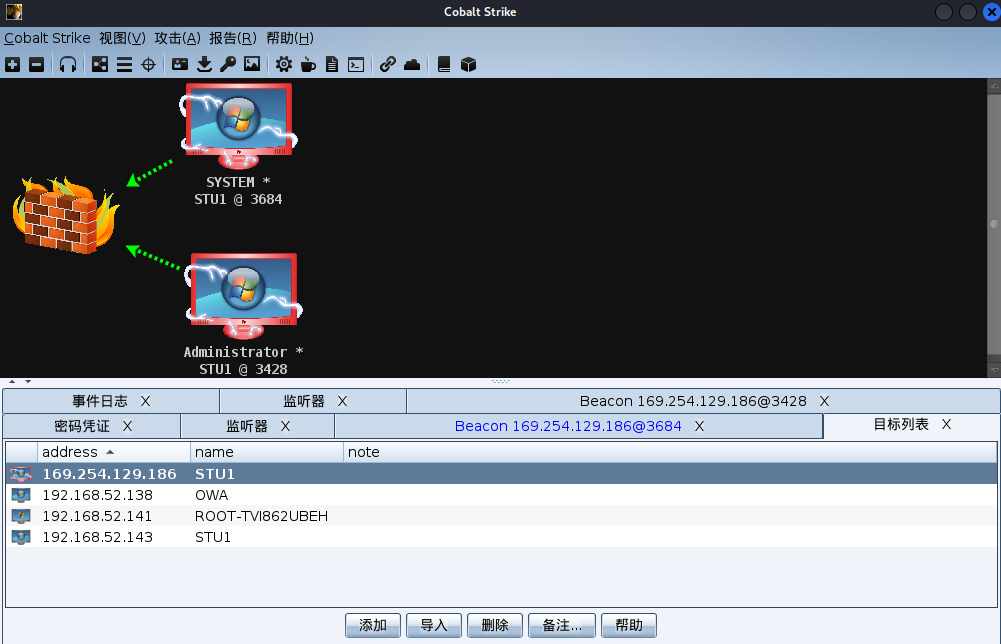 Cobalt Strike
Cobalt Strike 视图(V) 攻击(A) 报告(R) 帮助(H)
SYSTEM *
STU1 @ 3684
Administrator *
STU1 @ 3428
事件日志 X 监听器 X Beacon 169.254.129.186@3428 X
密码凭证 X 监听器 X Beacon 169.254.129.186@3684 X 目标列表 X
address name note
169.254.129.186 STU1
192.168.52.138 OWA
192.168.52.141 ROOT-TVI862UBEH
192.168.52.143 STU1
添加 导入 删除 备注... 帮助